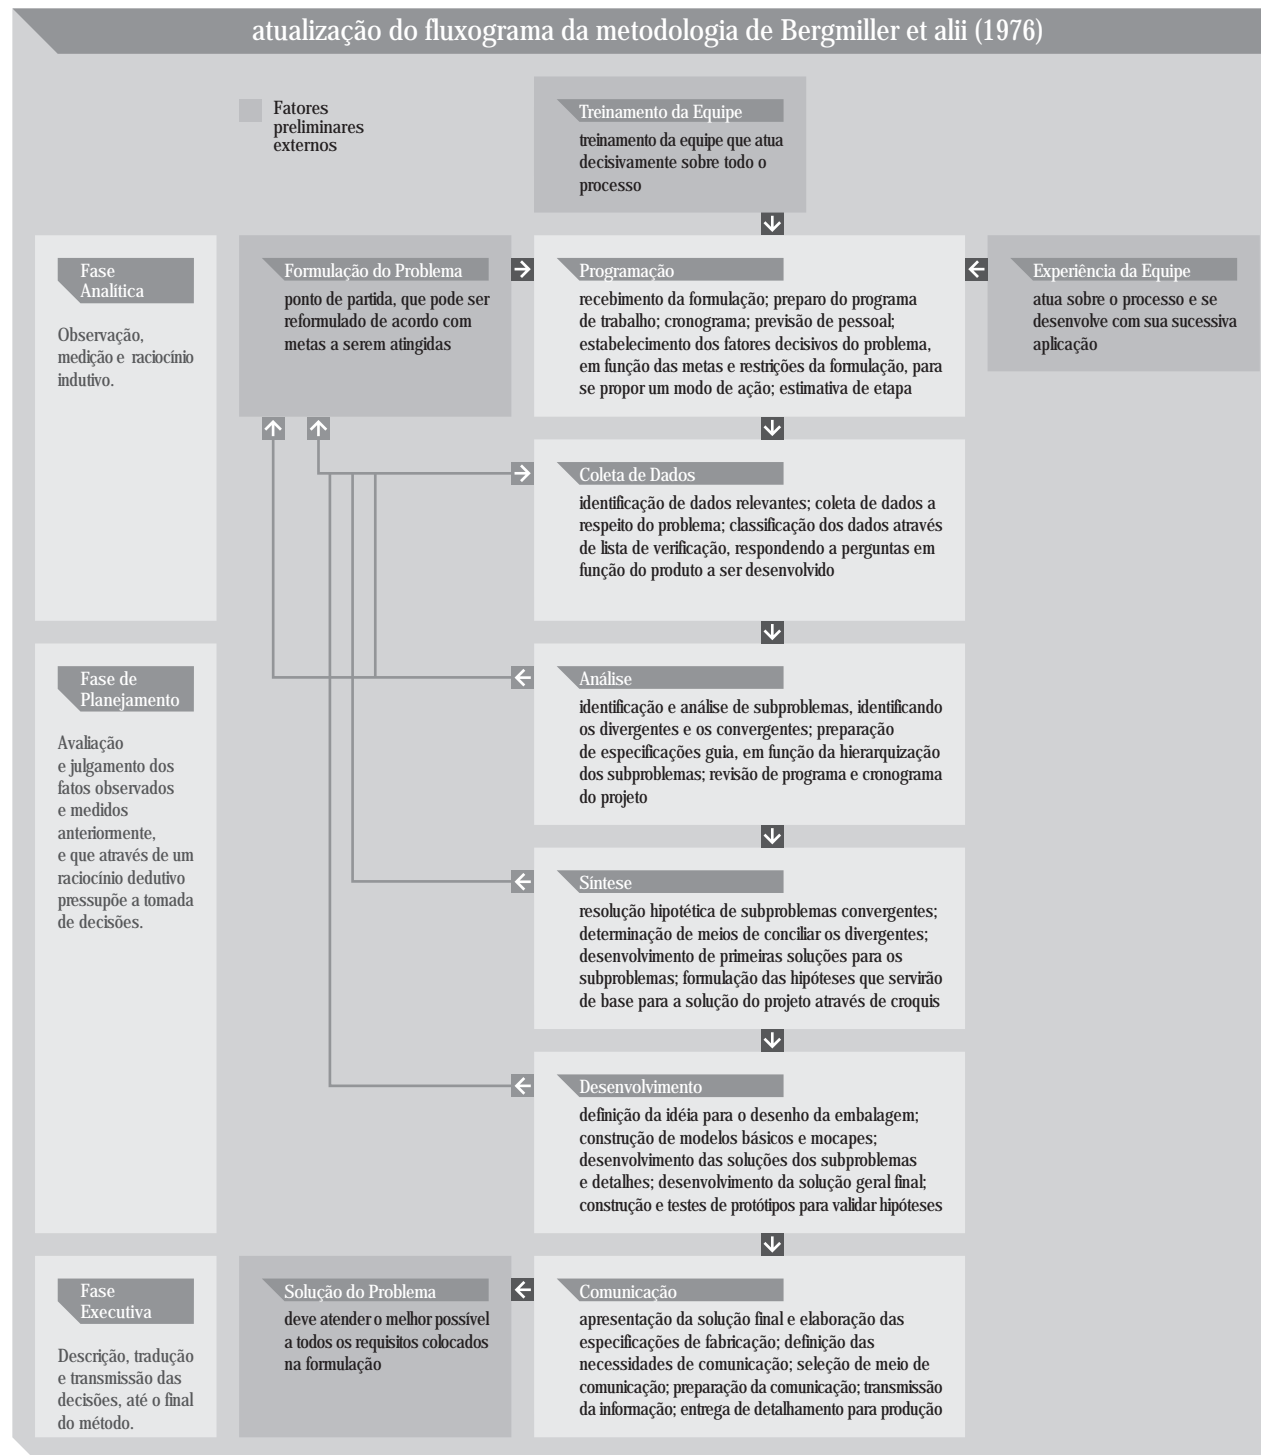 atualização do fluxograma da metodologia de Bergmiller et alii (1976)
Fatores
preliminares
externos
Treinamento da Equipe
treinamento da equipe que atua
decisivamente sobre todo o
processo
Fase
Analítica
Observação,
medição e raciocínio
indutivo.
Formulação do Problema
ponto de partida, que pode ser
reformulado de acordo com
metas a serem atingidas
Programação
recebimento da formulação; preparo do programa
de trabalho; cronograma; previsão de pessoal;
estabelecimento dos fatores decisivos do problema,
em função das metas e restrições da formulação, para
se propor um modo de ação; estimativa de etapa
Experiência da Equipe
atua sobre o processo e se
desenvolve com sua sucessiva
aplicação
Coleta de Dados
identificação de dados relevantes; coleta de dados a
respeito do problema; classificação dos dados através
de lista de verificação, respondendo a perguntas em
função do produto a ser desenvolvido
Fase de
Planejamento
Avaliação
e julgamento dos
fatos observados
e medidos
anteriormente,
e que através de um
raciocínio dedutivo
pressupõe a tomada
de decisões.
Análise
identificação e análise de subproblemas, identificando
os divergentes e os convergentes; preparação
de especificações guia, em função da hierarquização
dos subproblemas; revisão de programa e cronograma
do projeto
Síntese
resolução hipotética de subproblemas convergentes;
determinação de meios de conciliar os divergentes;
desenvolvimento de primeiras soluções para os
subproblemas; formulação das hipóteses que servirão
de base para a solução do projeto através de croquis
Desenvolvimento
definição da idéia para o desenho da embalagem;
construção de modelos básicos e mocapes;
desenvolvimento das soluções dos subproblemas
e detalhes; desenvolvimento da solução geral final;
construção e testes de protótipos para validar hipóteses
Fase
Executiva
Descrição, tradução
e transmissão das
decisões, até o final
do método.
Solução do Problema
deve atender o melhor possível
a todos os requisitos colocados
na formulação
Comunicação
apresentação da solução final e elaboração das
especificações de fabricação; definição das
necessidades de comunicação; seleção de meio de
comunicação; preparação da comunicação; transmissão
da informação; entrega de detalhamento para produção